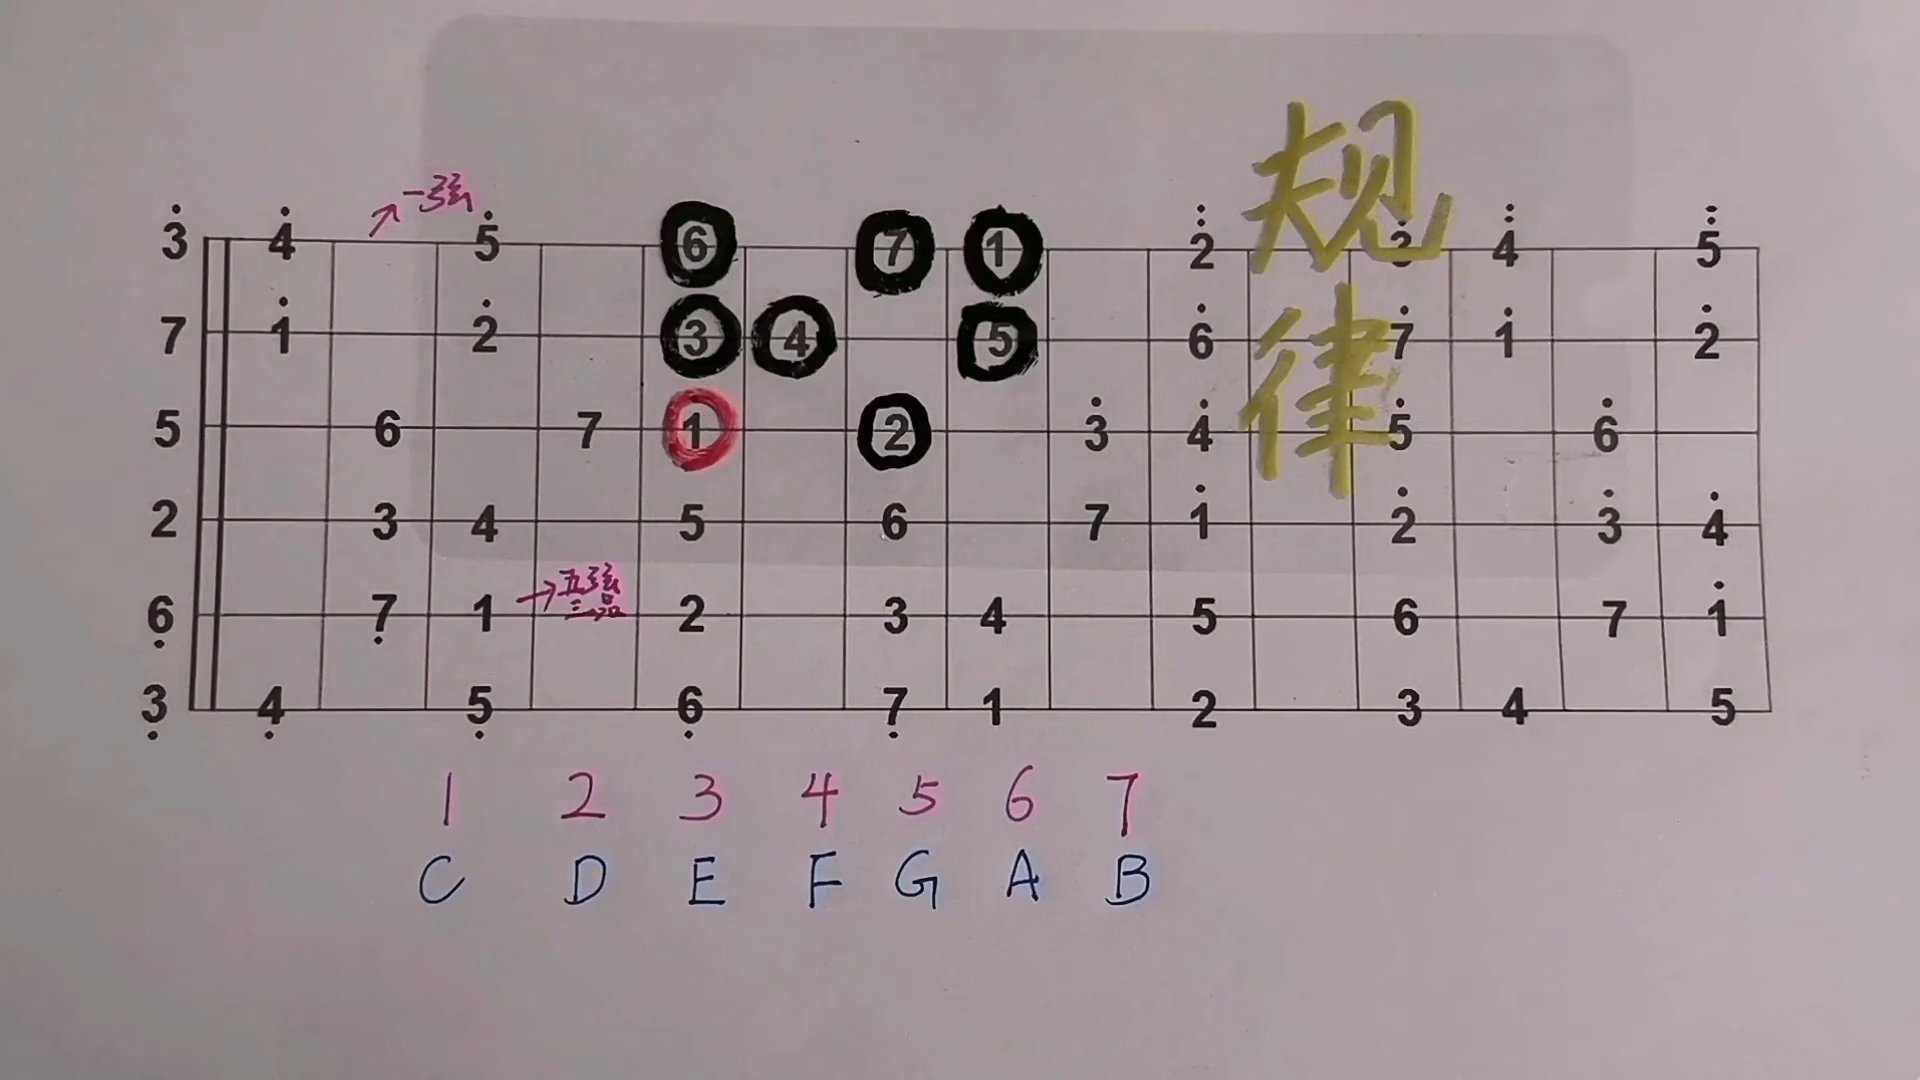 一弦
3 4 5 6 7 1 2 3 4 5
7 1 2 3 4 5 6 7 1 2
5 6 7 1 2 3 4 5 6
2 3 4 5 6 7 1 2 3 4
6 7 1 2 3 4 5 6 7 1
五弦
三品
3 4 5 6 7 1 2 3 4 5
规
律
1 2 3 4 5 6 7
C D E F G A B